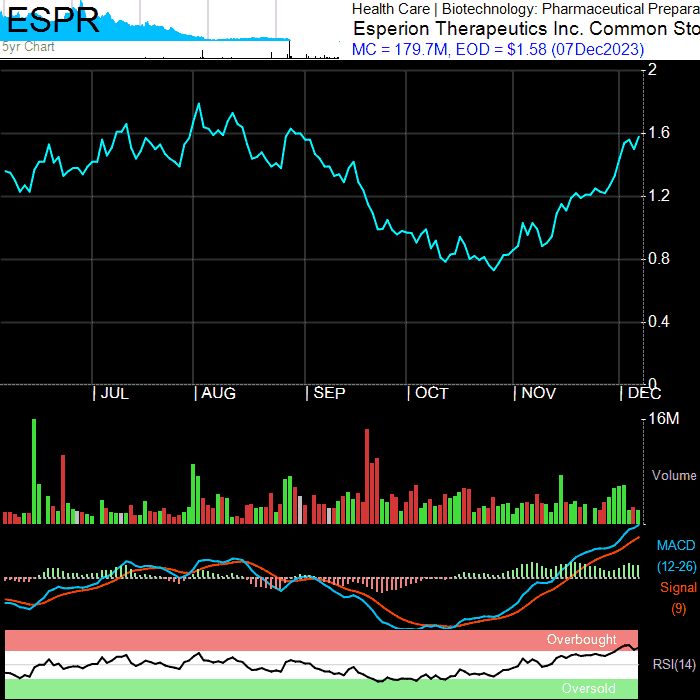 ESPR
5yr Chart
Health Care | Biotechnology: Pharmaceutical Prepara
Esperion Therapeutics Inc. Common Sto
MC = 179.7M, EOD = $1.58 (07Dec2023)
2
1.6
1.2
0.8
0.4
0
JUL AUG SEP OCT NOV DEC
16M
Volume
MACD
(12-26)
Signal
(9)
Overbought
RSI(14)
Oversold